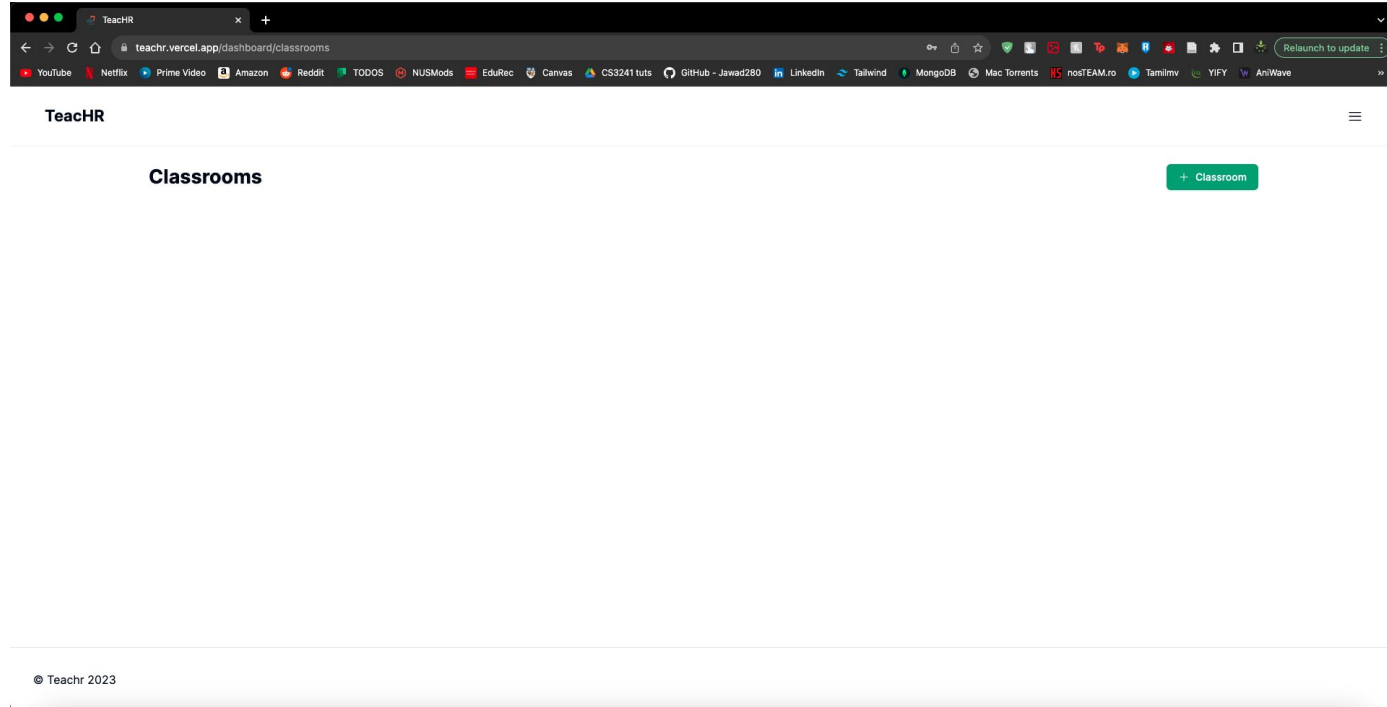 TeacHR
teachr.vercel.app/dashboard/classrooms
Relaunch to update
YouTube Netflix Prime Video Amazon Reddit TODOS NUSMods EduRec Canvas CS3241 tuts GitHub - Jawad280 LinkedIn Tailwind MongoDB Mac Torrents nosTEAM.ro Tamilmv YIFY AniWave »
TeacHR
Classrooms + Classroom
© Teachr 2023